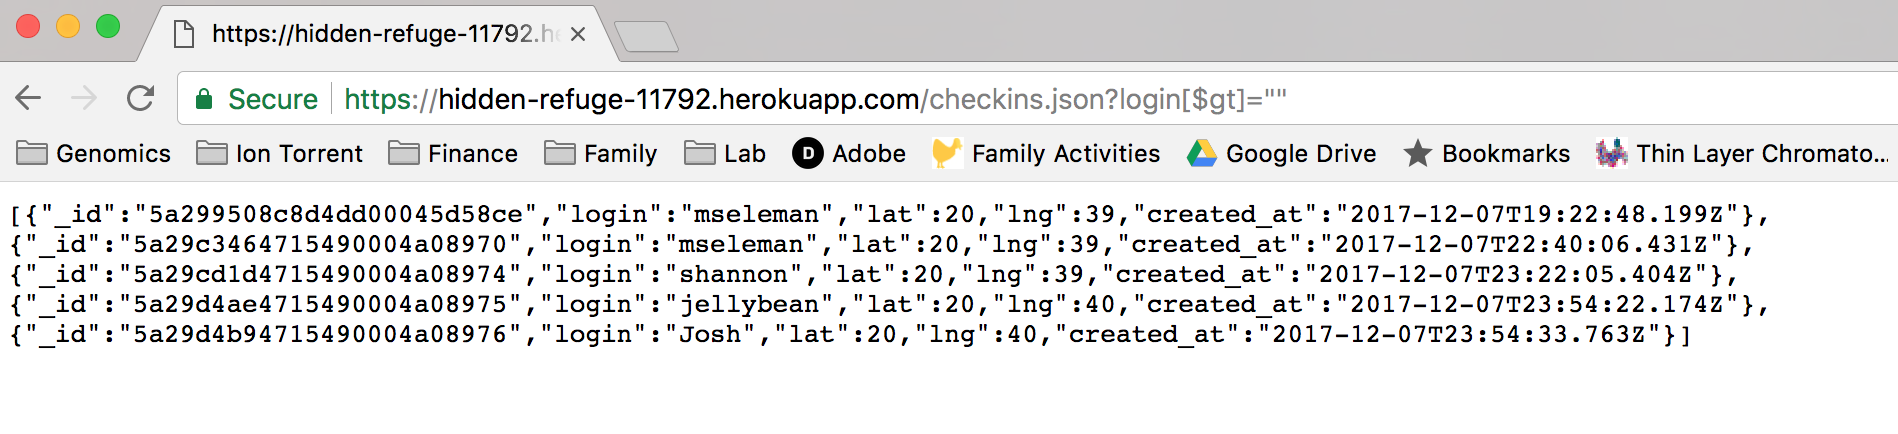 https://hidden-refuge-11792.he
Secure https://hidden-refuge-11792.herokuapp.com/checkins.json?login[$gt]=""
Genomics Ion Torrent Finance Family Lab D Adobe Family Activities Google Drive Bookmarks Thin Layer Chromato...
[{"_id":"5a299508c8d4dd00045d58ce","login":"mseleman","lat":20,"lng":39,"created_at":"2017-12-07T19:22:48.199Z"},
{"_id":"5a29c3464715490004a08970","login":"mseleman","lat":20,"lng":39,"created_at":"2017-12-07T22:40:06.431Z"},
{"_id":"5a29cd1d4715490004a08974","login":"shannon","lat":20,"lng":39,"created_at":"2017-12-07T23:22:05.404Z"},
{"_id":"5a29d4ae4715490004a08975","login":"jellybean","lat":20,"lng":40,"created_at":"2017-12-07T23:54:22.174Z"},
{"_id":"5a29d4b94715490004a08976","login":"Josh","lat":20,"lng":40,"created_at":"2017-12-07T23:54:33.763Z"}]